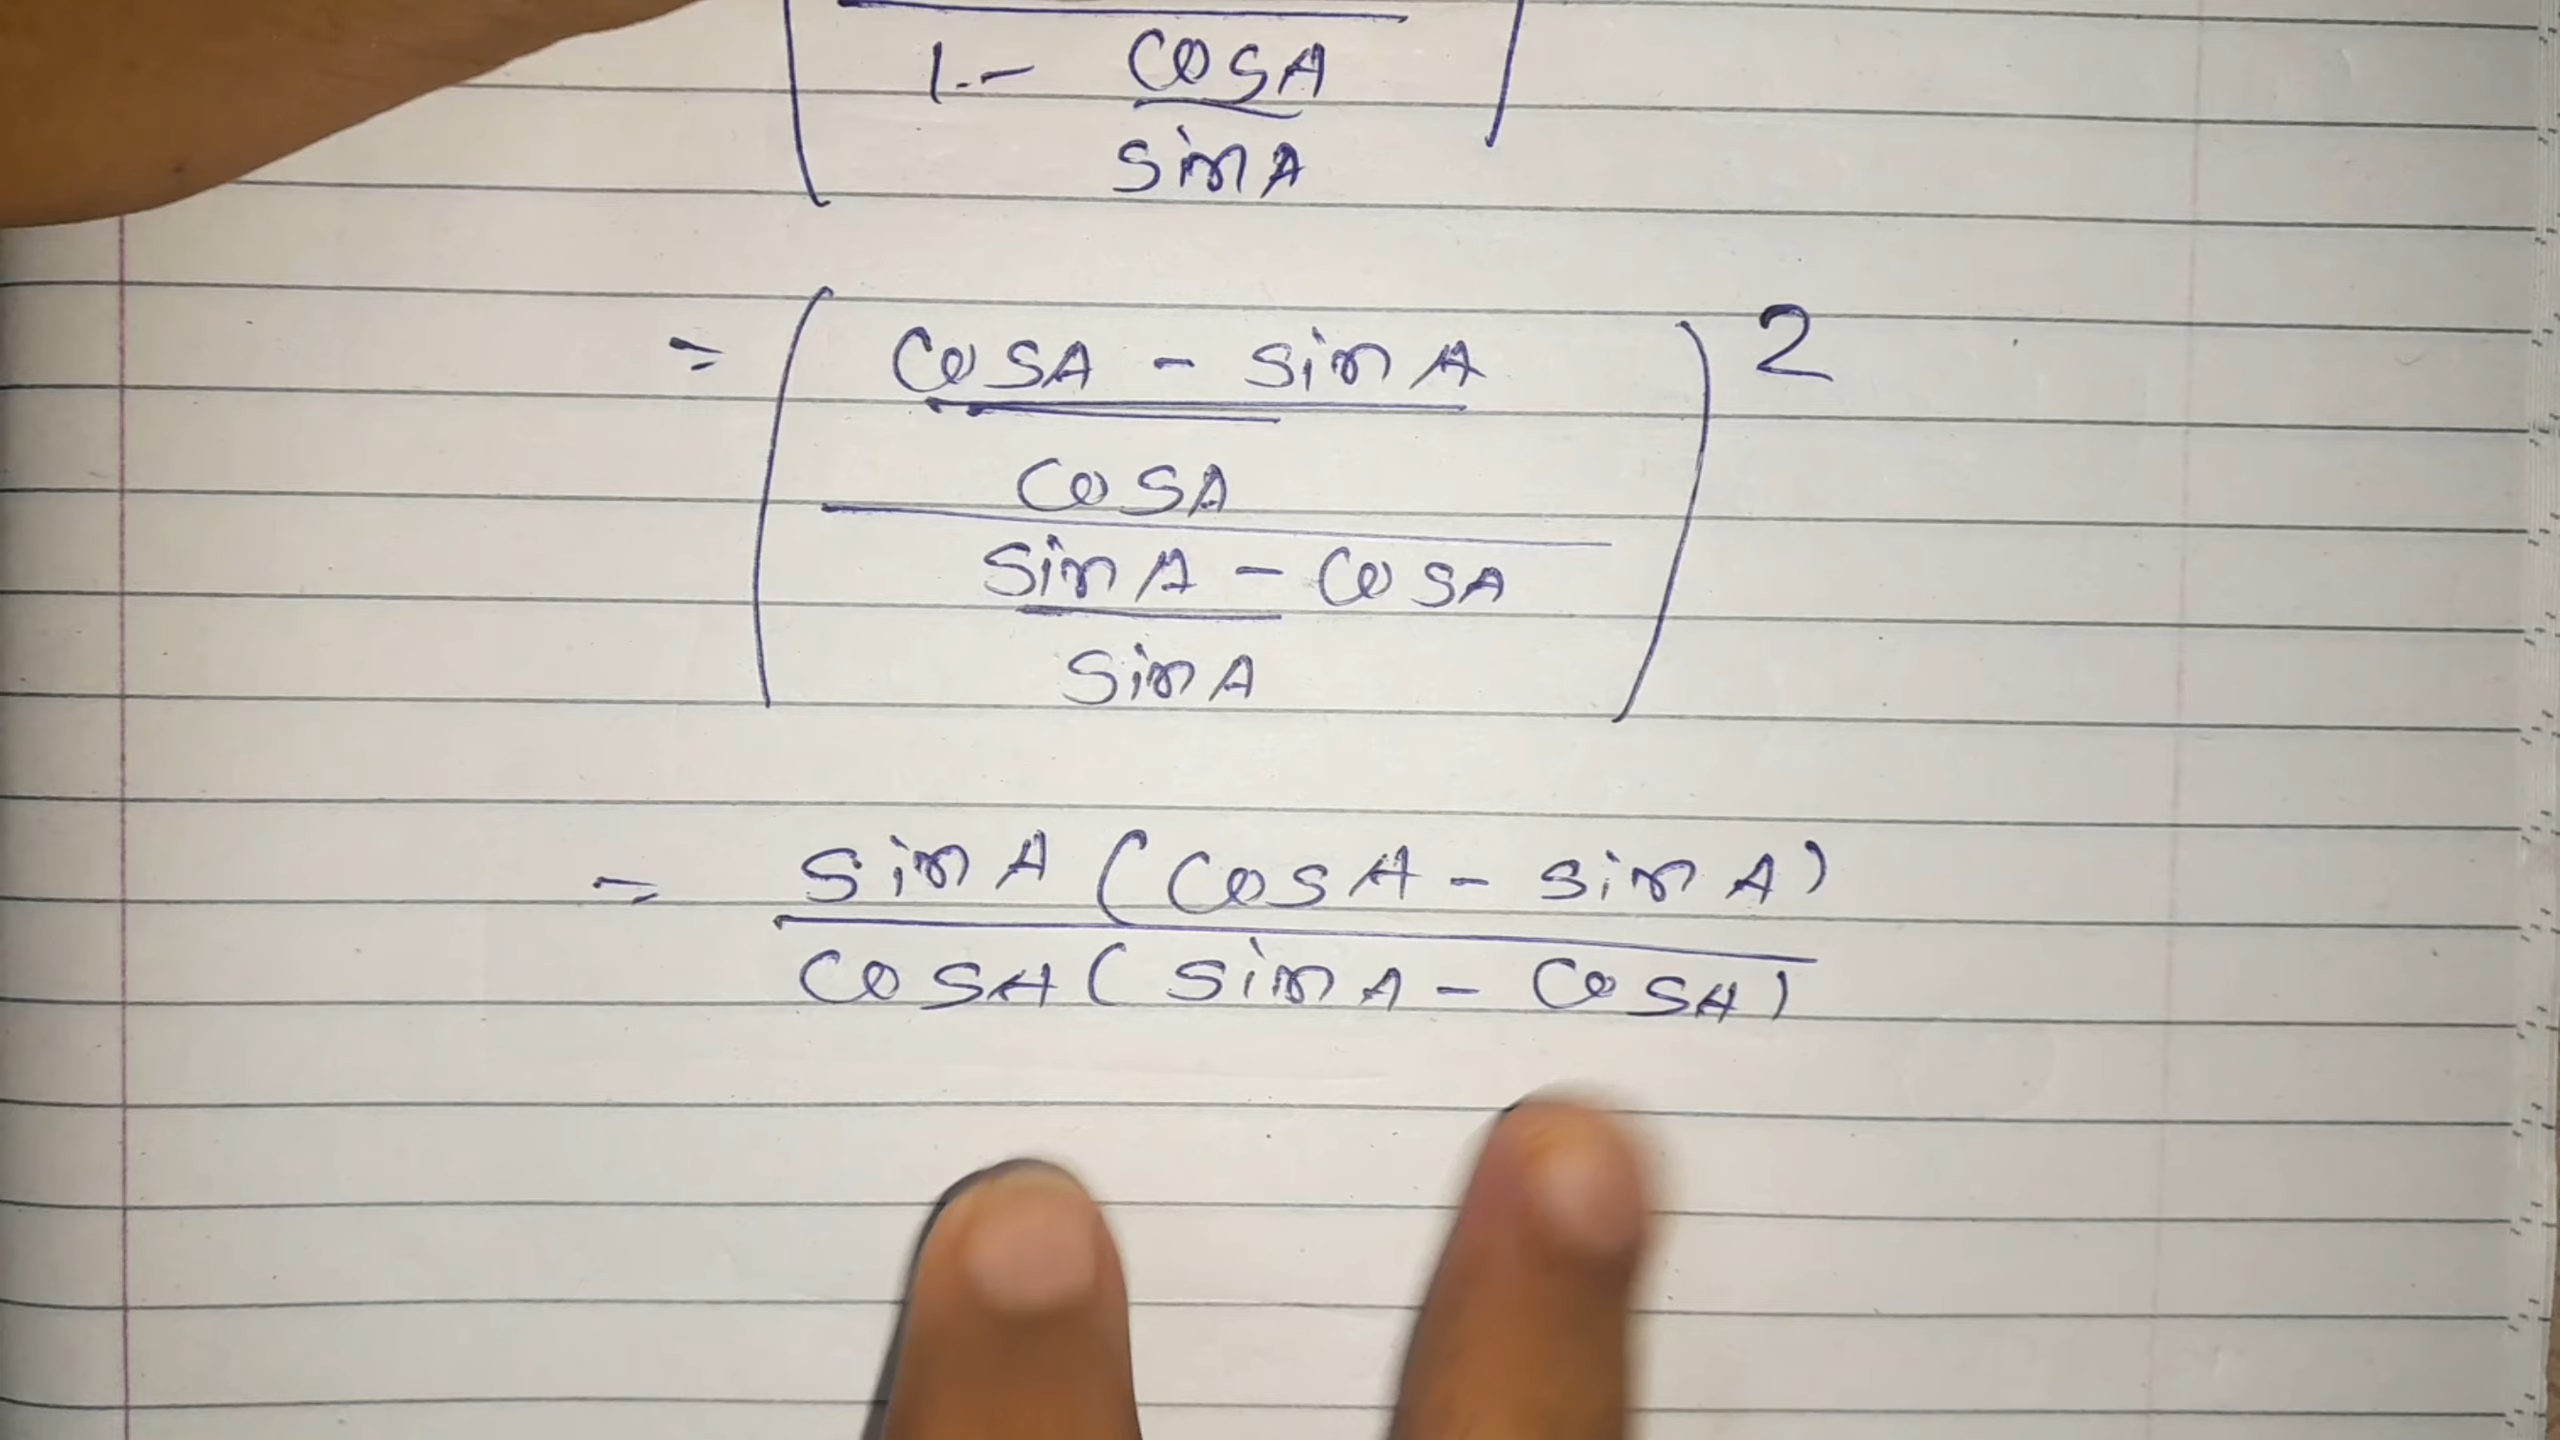 1 - cosA
sinA
= ( cosA - sinA ) 2
cosA
sinA - cosA
sinA
= sinA (cosA - sinA)
cosA (sinA - cosA)